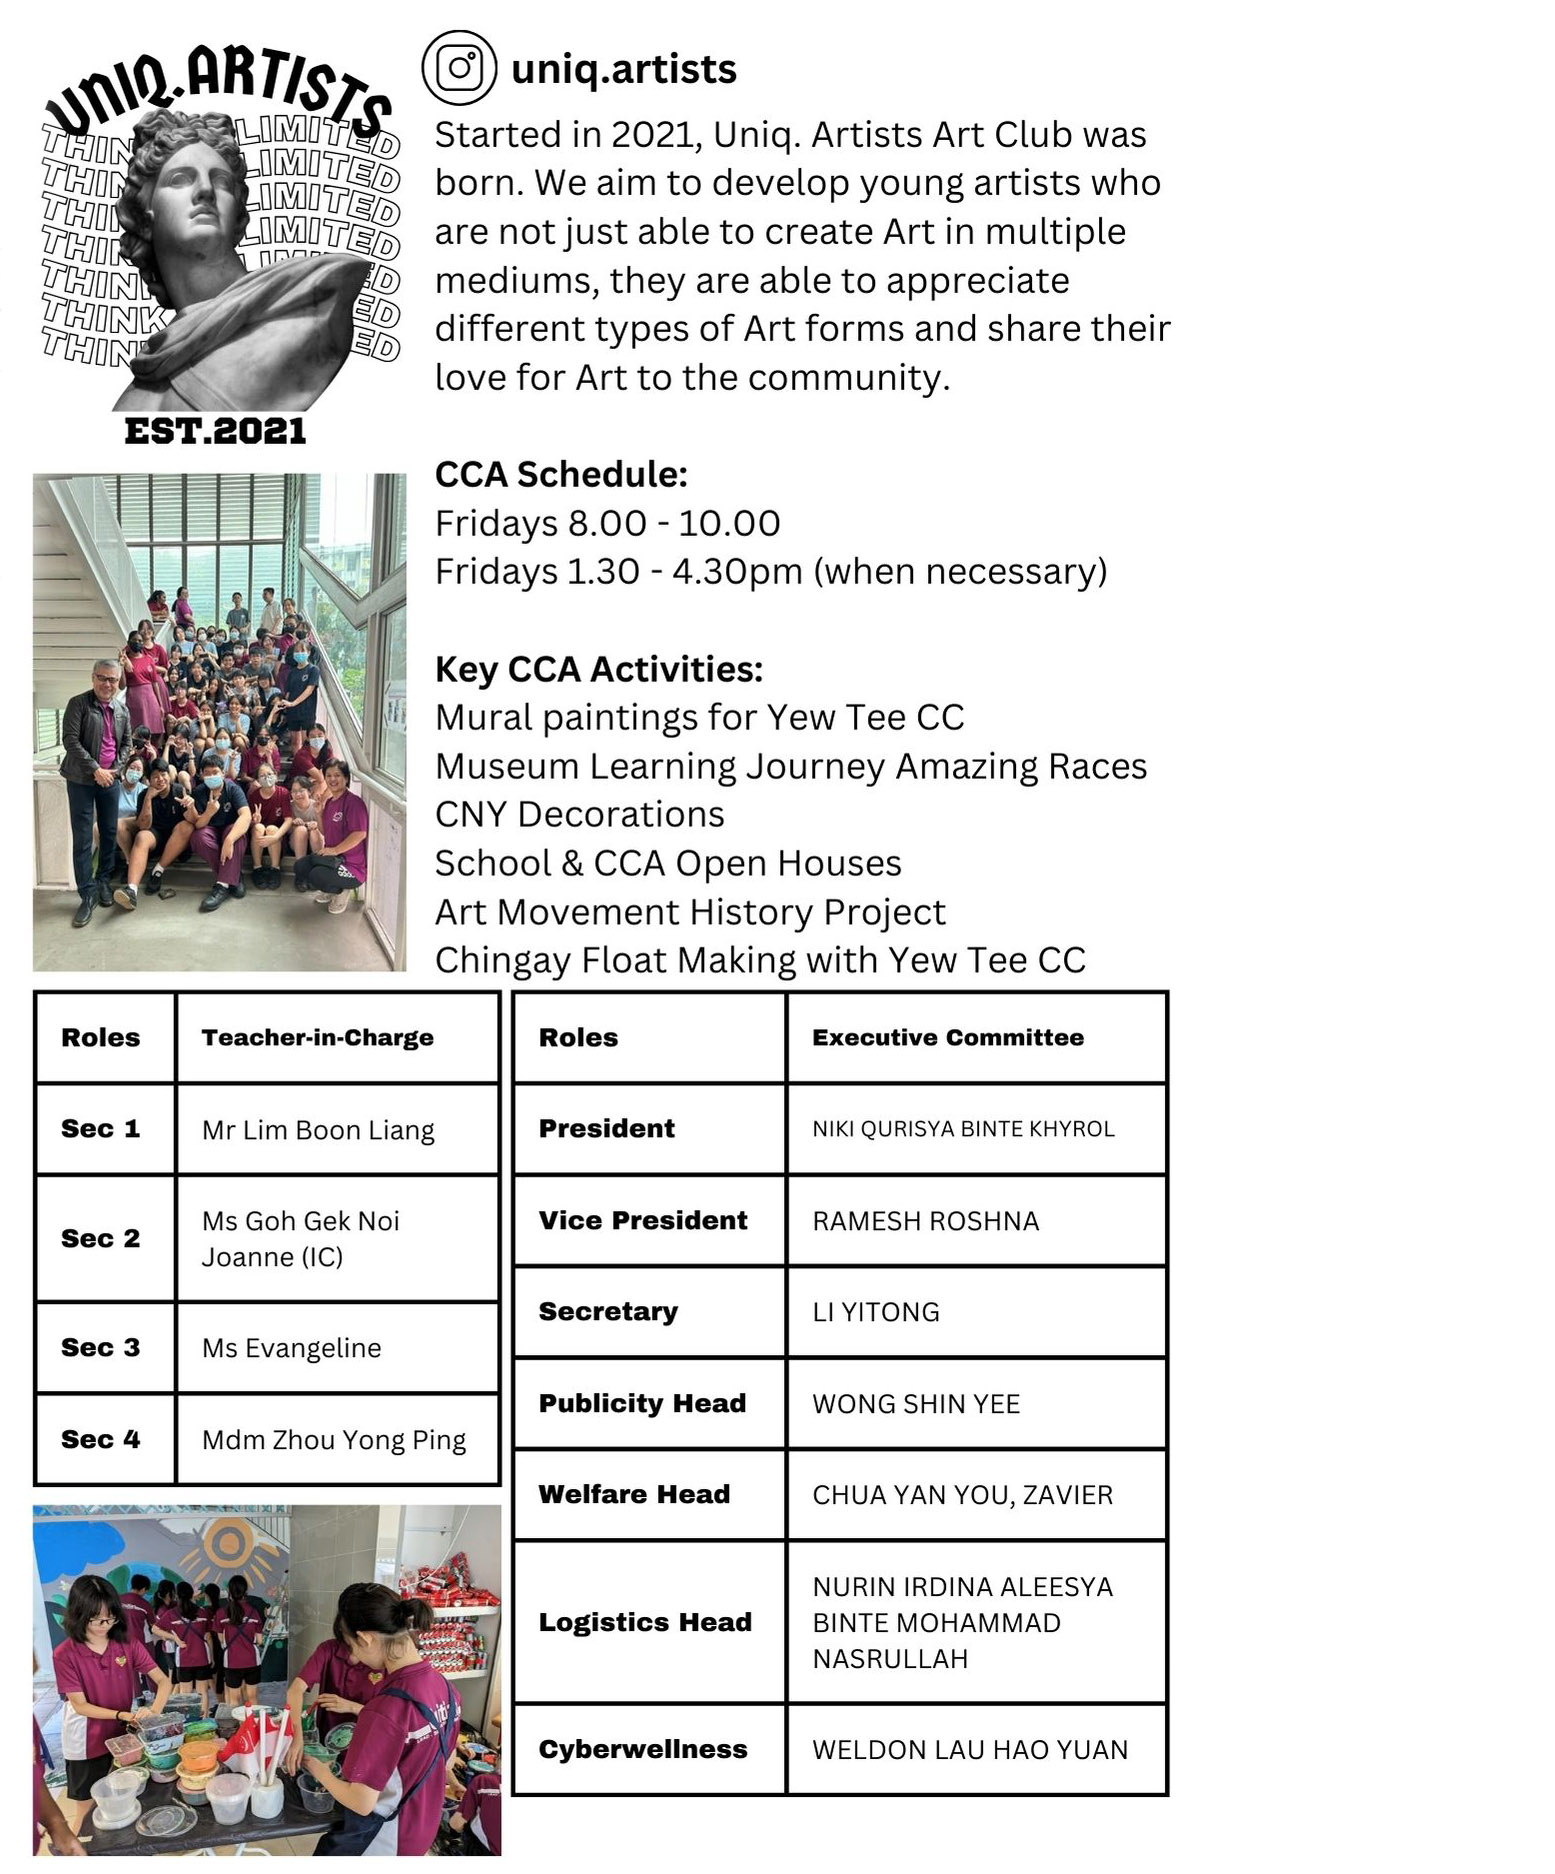 UNIQ.ARTISTS
THIN LIMITED
THIN LIMITED
THIN LIMITED
THIN LIMITED
THINK LIMITED
THINK ED
THIN ED
EST.2021
uniq.artists
Started in 2021, Uniq. Artists Art Club was
born. We aim to develop young artists who
are not just able to create Art in multiple
mediums, they are able to appreciate
different types of Art forms and share their
love for Art to the community.
CCA Schedule:
Fridays 8.00 - 10.00
Fridays 1.30 - 4.30pm (when necessary)
Key CCA Activities:
Mural paintings for Yew Tee CC
Museum Learning Journey Amazing Races
CNY Decorations
School & CCA Open Houses
Art Movement History Project
Chingay Float Making with Yew Tee CC
Roles Teacher-in-Charge
Sec 1 Mr Lim Boon Liang
Sec 2 Ms Goh Gek Noi
Joanne (IC)
Sec 3 Ms Evangeline
Sec 4 Mdm Zhou Yong Ping
Roles Executive Committee
President NIKI QURISYA BINTE KHYROL
Vice President RAMESH ROSHNA
Secretary LI YITONG
Publicity Head WONG SHIN YEE
Welfare Head CHUA YAN YOU, ZAVIER
Logistics Head NURIN IRDINA ALEESYA
BINTE MOHAMMAD
NASRULLAH
Cyberwellness WELDON LAU HAO YUAN